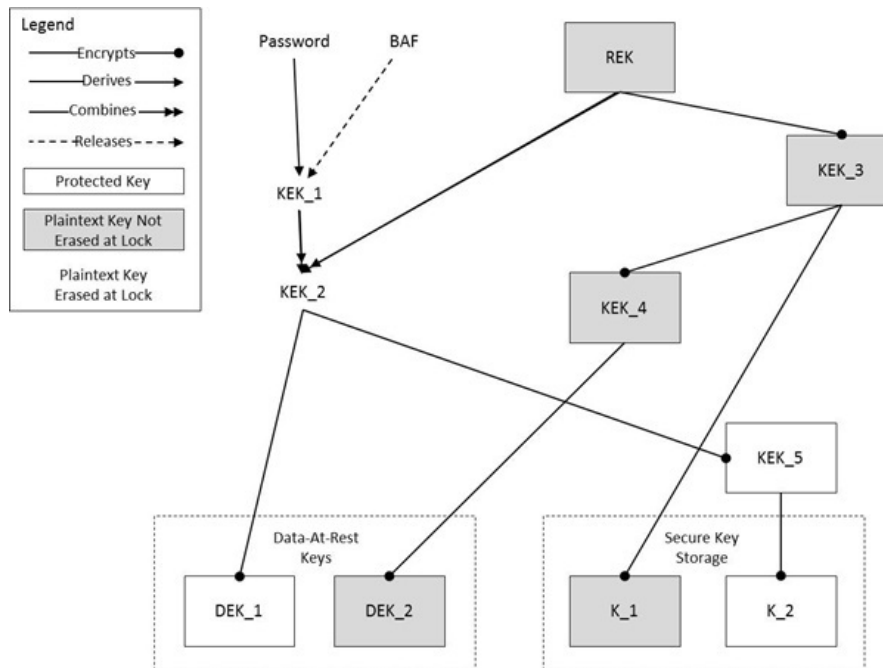 Legend
Encrypts
Derives
Combines
Releases
Protected Key
Plaintext Key Not
Erased at Lock
Plaintext Key
Erased at Lock
Password
BAF
REK
KEK_1
KEK_3
KEK_2
KEK_4
KEK_5
Data-At-Rest
Keys
Secure Key
Storage
DEK_1
DEK_2
K_1
K_2